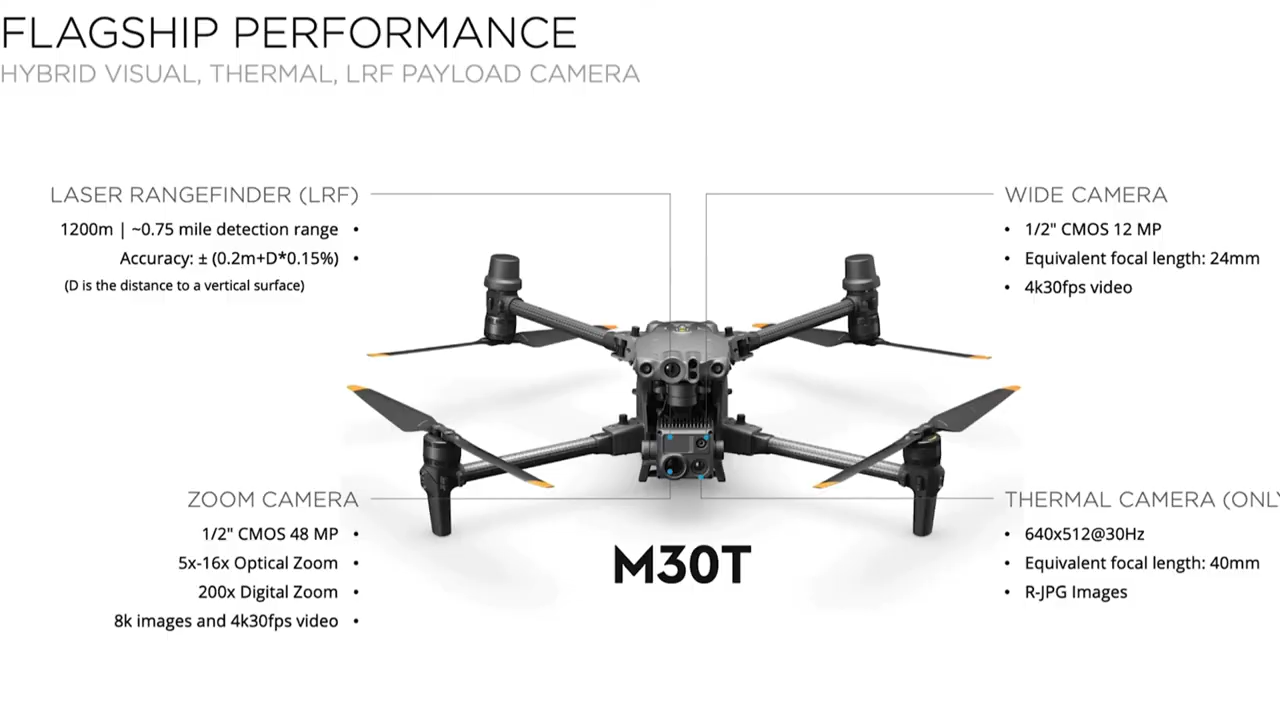 FLAGSHIP PERFORMANCE
HYBRID VISUAL, THERMAL, LRF PAYLOAD CAMERA
LASER RANGEFINDER (LRF)
1200m | ~0.75 mile detection range •
Accuracy: ± (0.2m+D*0.15%) •
(D is the distance to a vertical surface)
WIDE CAMERA
• 1/2" CMOS 12 MP
• Equivalent focal length: 24mm
• 4k30fps video
ZOOM CAMERA
1/2" CMOS 48 MP •
5x-16x Optical Zoom •
200x Digital Zoom •
8k images and 4k30fps video •
THERMAL CAMERA (ONLY
• 640x512@30Hz
• Equivalent focal length: 40mm
• R-JPG Images
M30T